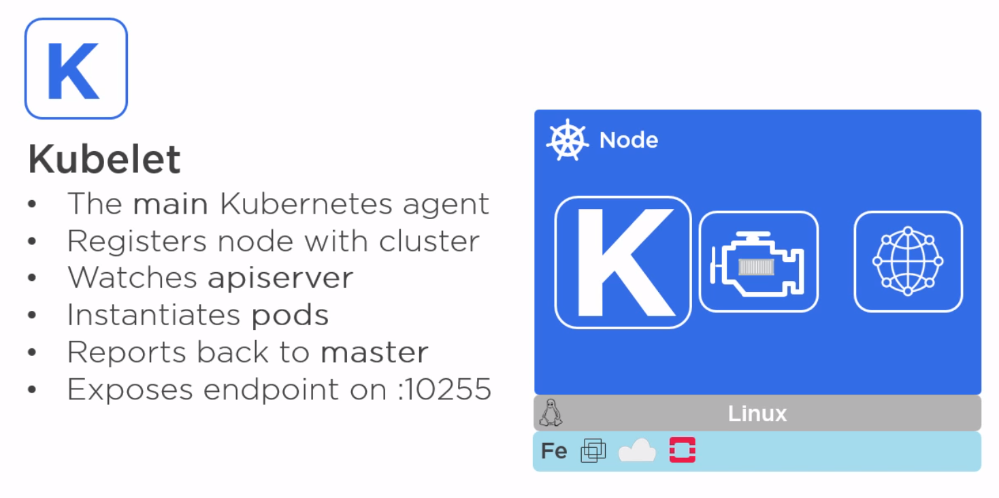 K
Kubelet
• The main Kubernetes agent
• Registers node with cluster
• Watches apiserver
• Instantiates pods
• Reports back to master
• Exposes endpoint on :10255
Node
K
Linux
Fe